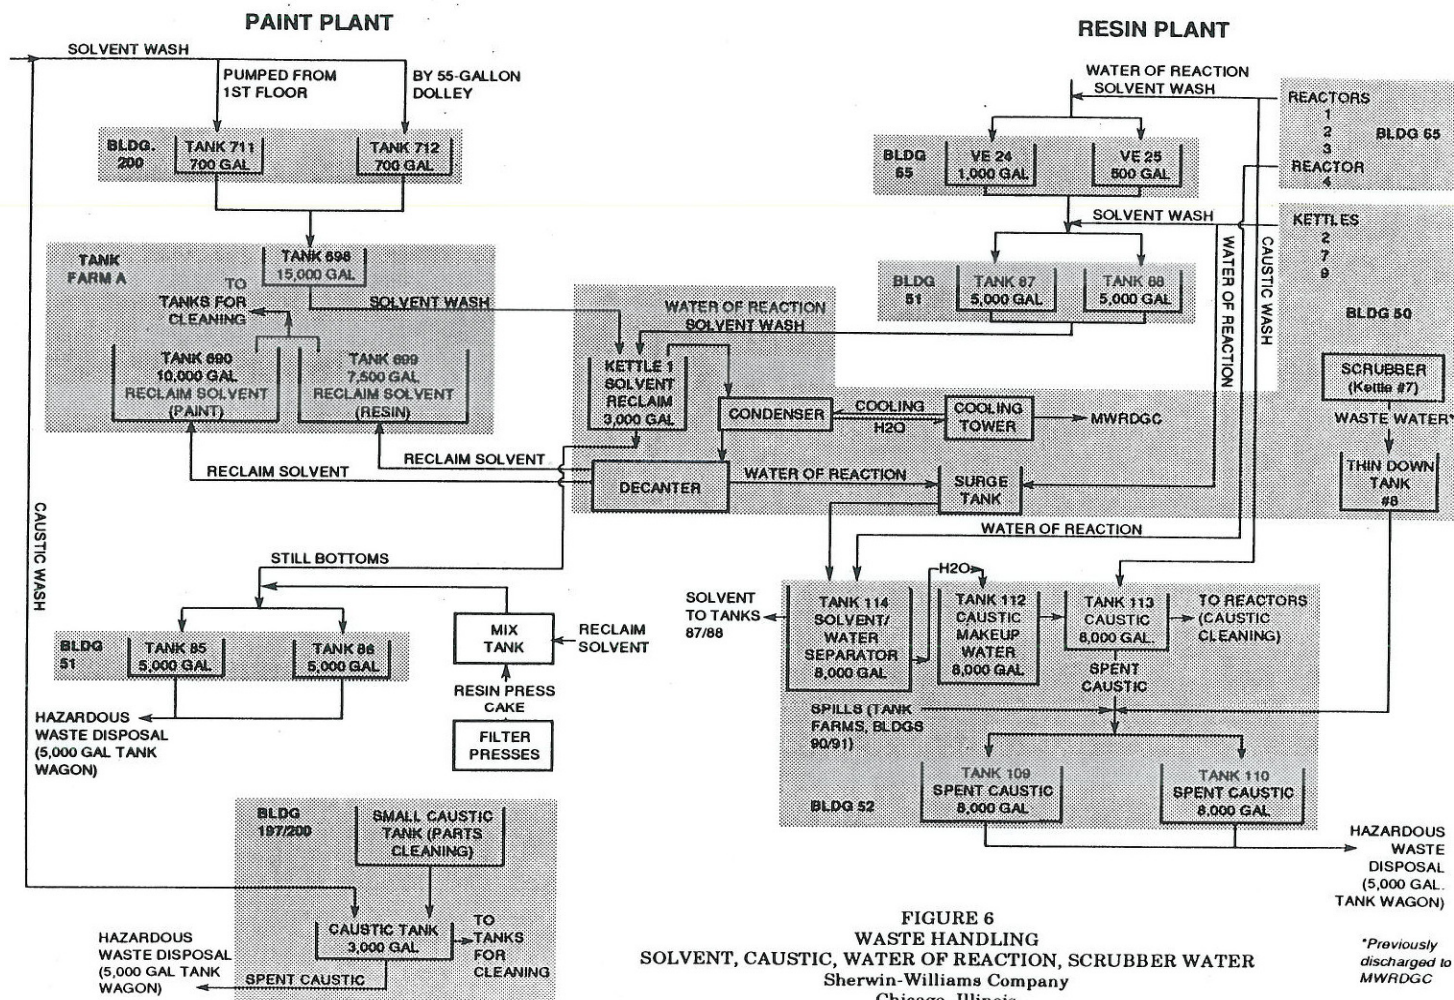 PAINT PLANT
SOLVENT WASH
PUMPED FROM
1ST FLOOR
BY 55-GALLON
DOLLEY
BLDG.
200
TANK 711
700 GAL
TANK 712
700 GAL
TANK
FARM A
TANK 698
15,000 GAL
TO
TANKS FOR
CLEANING
SOLVENT WASH
TANK 690
10,000 GAL
RECLAIM SOLVENT
(PAINT)
TANK 699
7,500 GAL
RECLAIM SOLVENT
(RESIN)
RECLAIM SOLVENT
RECLAIM SOLVENT
CAUSTIC WASH
RESIN PLANT
WATER OF REACTION
SOLVENT WASH
REACTORS
1
2
3
BLDG 65
REACTOR
4
BLDG
65
VE 24
1,000 GAL
VE 25
500 GAL
SOLVENT WASH
KETTLES
2
7
9
BLDG 50
BLDG
51
TANK 87
5,000 GAL
TANK 88
5,000 GAL
WATER OF REACTION
CAUSTIC WASH
WATER OF REACTION
SOLVENT WASH
KETTLE 1
SOLVENT
RECLAIM
3,000 GAL
CONDENSER
COOLING
H2O
COOLING
TOWER
MWRDGC
SCRUBBER
(Kettle #7)
WASTE WATER*
THIN DOWN
TANK
#8
DECANTER
WATER OF REACTION
SURGE
TANK
WATER OF REACTION
STILL BOTTOMS
BLDG
51
TANK 85
5,000 GAL
TANK 86
5,000 GAL
MIX
TANK
RECLAIM
SOLVENT
RESIN PRESS
CAKE
FILTER
PRESSES
HAZARDOUS
WASTE DISPOSAL
(5,000 GAL TANK
WAGON)
SOLVENT
TO TANKS
87/88
TANK 114
SOLVENT/
WATER
SEPARATOR
8,000 GAL
H2O
TANK 112
CAUSTIC
MAKEUP
WATER
8,000 GAL
TANK 113
CAUSTIC
8,000 GAL.
TO REACTORS
(CAUSTIC
CLEANING)
SPENT
CAUSTIC
SPILLS (TANK
FARMS, BLDGS
90/91)
TANK 109
SPENT CAUSTIC
8,000 GAL
TANK 110
SPENT CAUSTIC
8,000 GAL
BLDG 52
HAZARDOUS
WASTE
DISPOSAL
(5,000 GAL.
TANK WAGON)
BLDG
197/200
SMALL CAUSTIC
TANK (PARTS
CLEANING)
CAUSTIC TANK
3,000 GAL
TO
TANKS
FOR
CLEANING
HAZARDOUS
WASTE DISPOSAL
(5,000 GAL TANK
WAGON)
SPENT CAUSTIC
FIGURE 6
WASTE HANDLING
SOLVENT, CAUSTIC, WATER OF REACTION, SCRUBBER WATER
Sherwin-Williams Company
Chicago, Illinois
*Previously
discharged to
MWRDGC